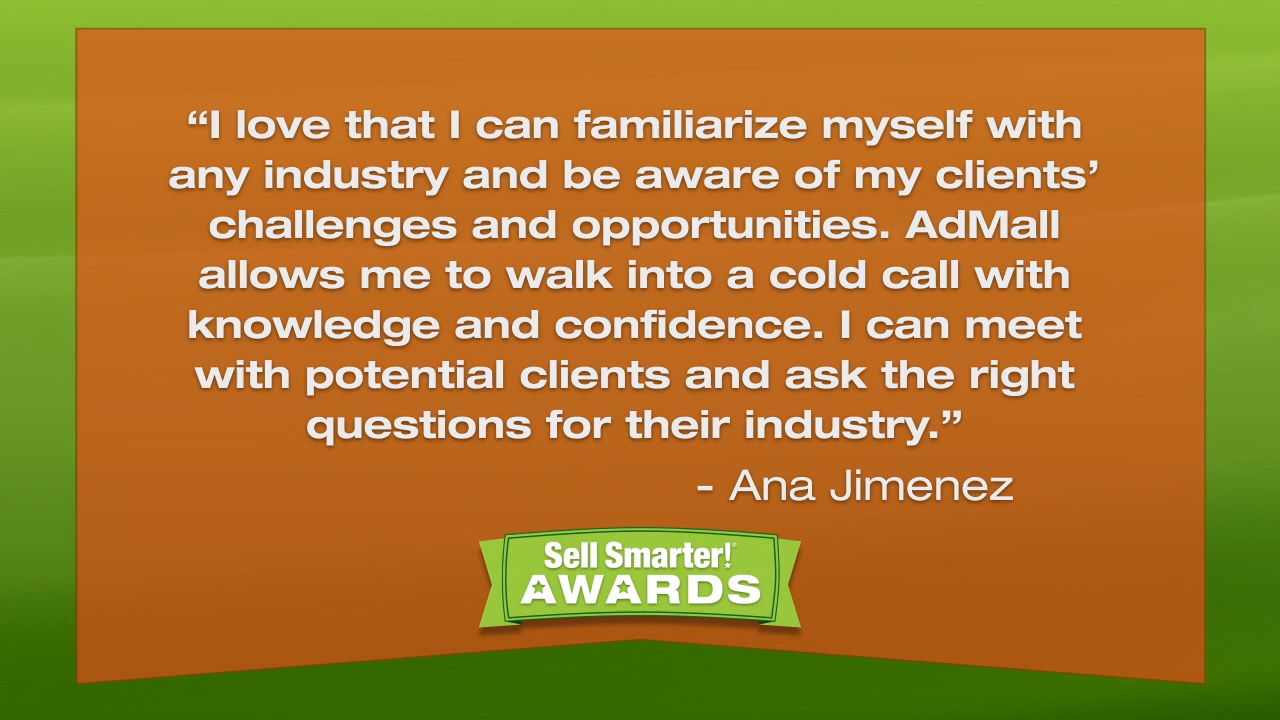 “I love that I can familiarize myself with
any industry and be aware of my clients’
challenges and opportunities. AdMall
allows me to walk into a cold call with
knowledge and confidence. I can meet
with potential clients and ask the right
questions for their industry.”
- Ana Jimenez
Sell Smarter!
AWARDS